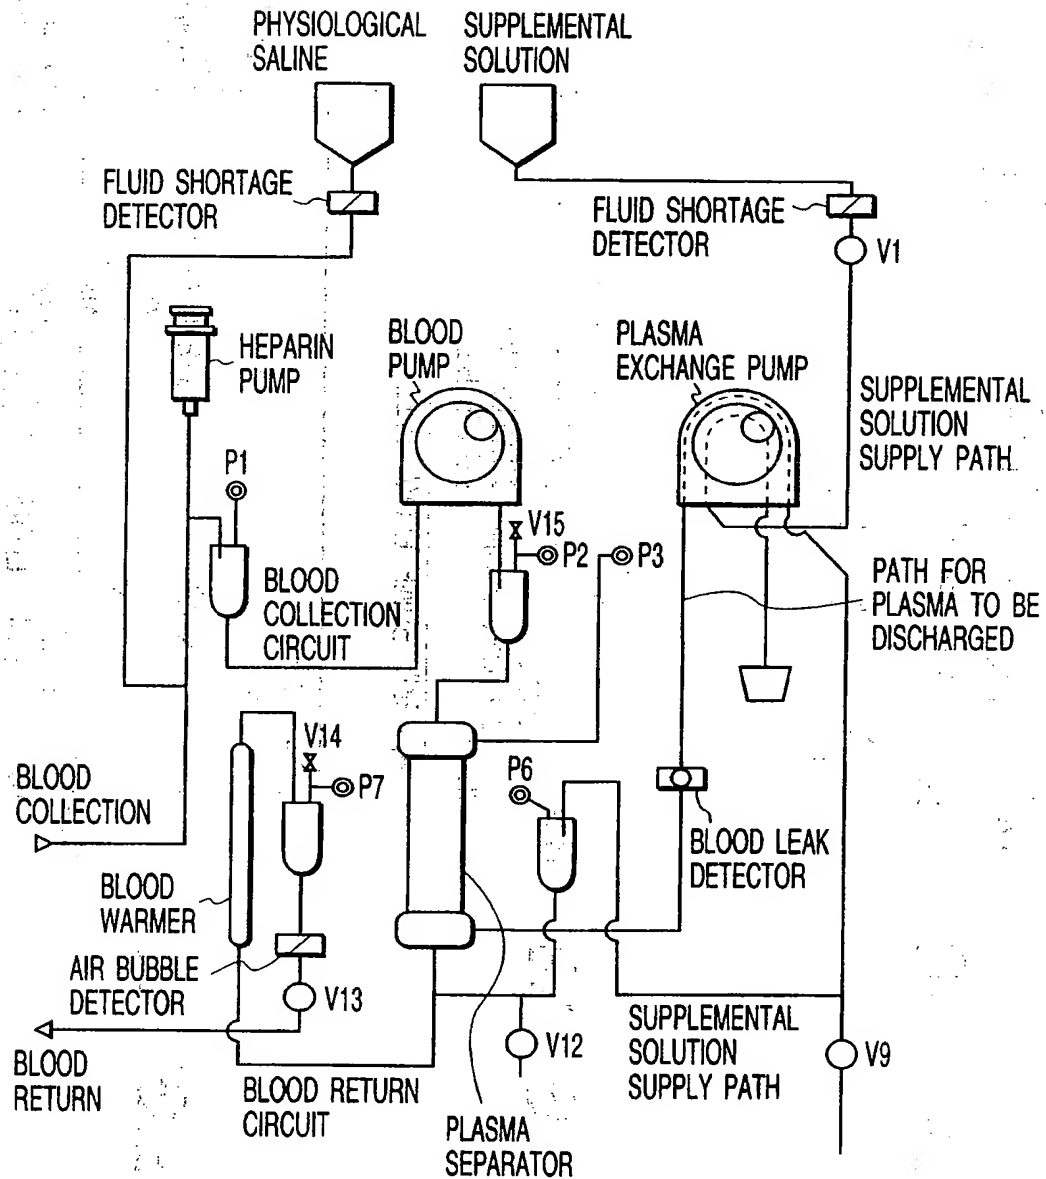 PHYSIOLOGICAL
SALINE
SUPPLEMENTAL
SOLUTION
FLUID SHORTAGE
DETECTOR
FLUID SHORTAGE
DETECTOR
V1
HEPARIN
PUMP
BLOOD
PUMP
PLASMA
EXCHANGE PUMP
SUPPLEMENTAL
SOLUTION
SUPPLY PATH
P1
V15
P2
P3
BLOOD
COLLECTION
CIRCUIT
PATH FOR
PLASMA TO BE
DISCHARGED
V14
P7
P6
BLOOD
COLLECTION
BLOOD LEAK
DETECTOR
BLOOD
WARMER
AIR BUBBLE
DETECTOR
V13
V12
SUPPLEMENTAL
SOLUTION
SUPPLY PATH
V9
BLOOD
RETURN
BLOOD RETURN
CIRCUIT
PLASMA
SEPARATOR